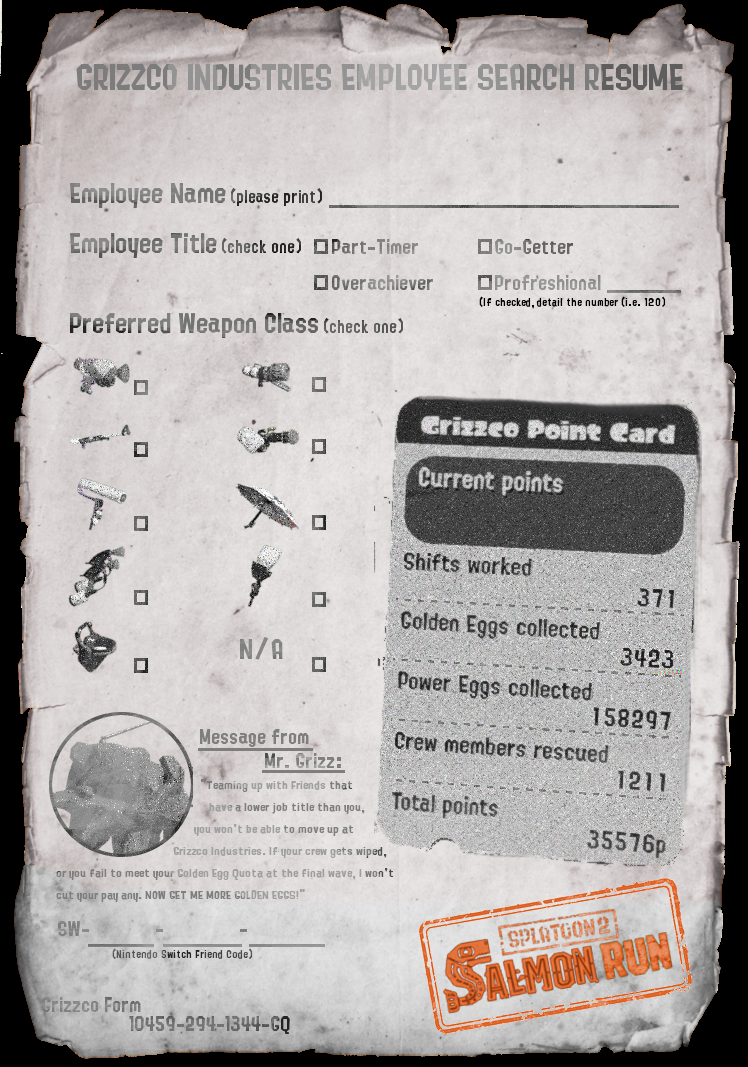 GRIZZCO INDUSTRIES EMPLOYEE SEARCH RESUME
Employee Name (please print)
Employee Title (check one) Part-Timer Go-Getter
Overachiever Profreshional
(If checked, detail the number (i.e. 120)
Preferred Weapon Class (check one)
N/A
Grizzco Point Card
Current points
Shifts worked
371
Golden Eggs collected
3423
Power Eggs collected
158297
Crew members rescued
1211
Total points
35576p
Message from
Mr. Grizz:
"Teaming up with friends that
have a lower job title than you,
you won't be able to move up at
Grizzco Industries. If your crew gets wiped,
or you fail to meet your Golden Egg Quota at the final wave, I won't
cut your pay any. NOW GET ME MORE GOLDEN EGGS!"
SW- - -
(Nintendo Switch Friend Code)
Grizzco Form
10459-294-1344-GQ
SPLATOON 2
SALMON RUN